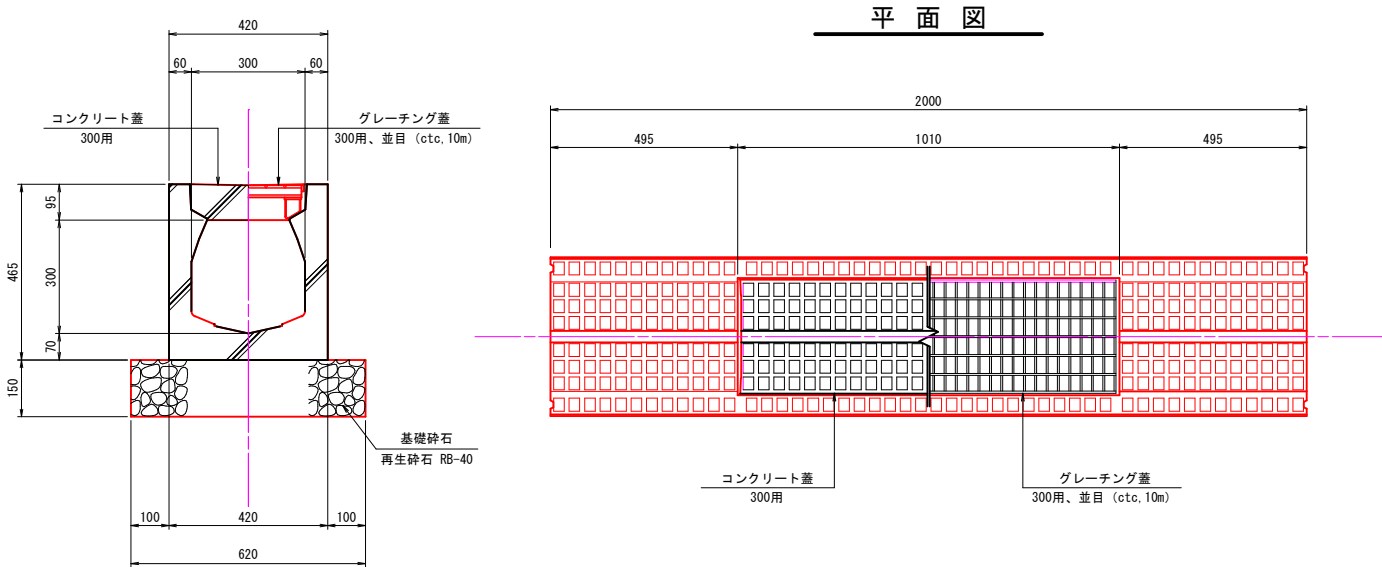 平面図
420
60
300
60
コンクリート蓋
300用
グレーチング蓋
300用、並目 (ctc,10m)
95
300
70
465
150
基礎砕石
再生砕石 RB-40
100
420
100
620
2000
495
1010
495
コンクリート蓋
300用
グレーチング蓋
300用、並目 (ctc,10m)